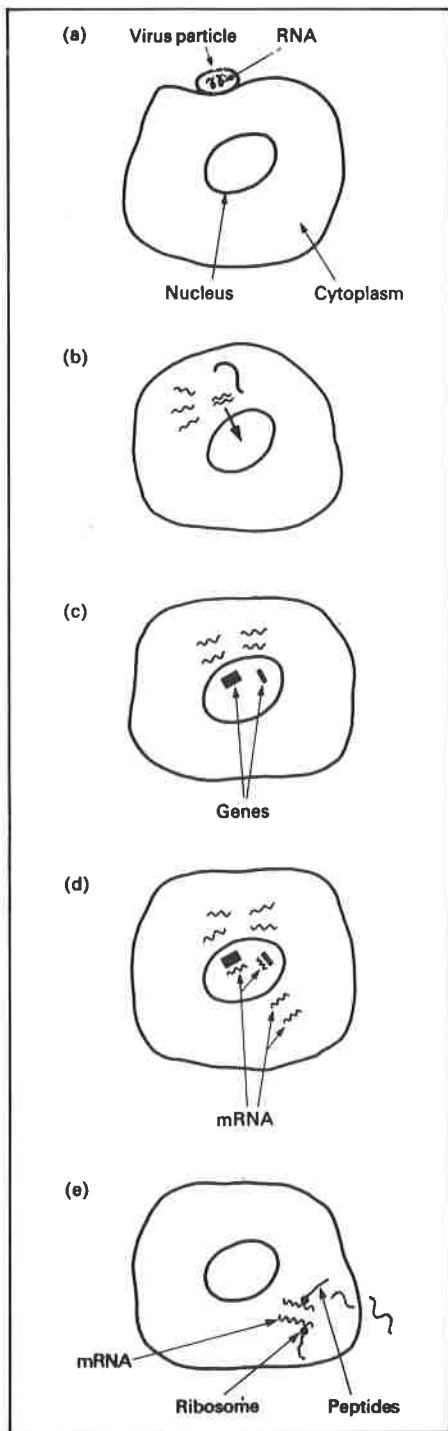 (a)
Virus particle RNA
Nucleus Cytoplasm
(b)
(c)
Genes
(d)
mRNA
(e)
mRNA
Ribosome Peptides